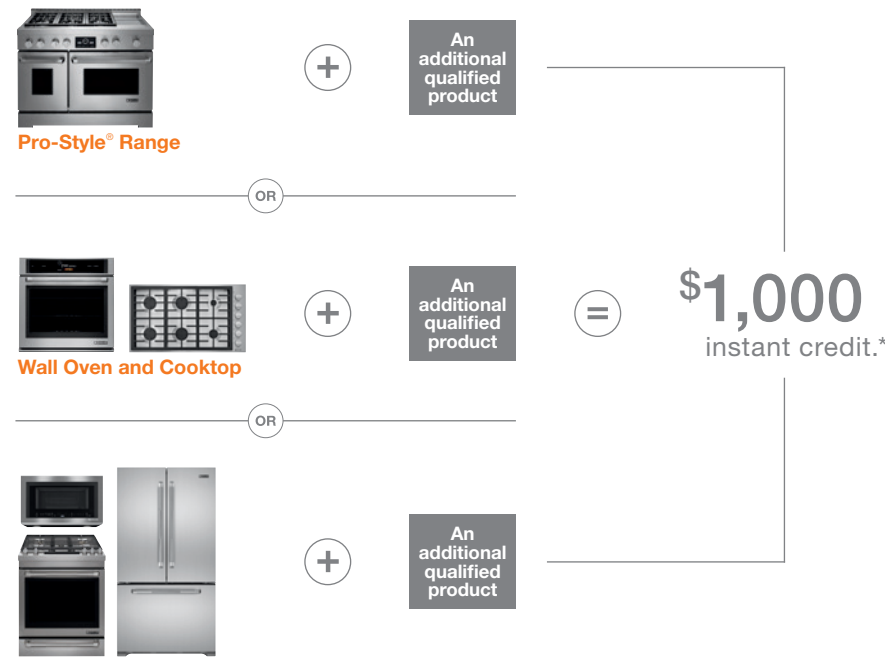 +
An
additional
qualified
product
Pro-Style® Range
OR
+
An
additional
qualified
product
=
$1,000
instant credit.*
Wall Oven and Cooktop
OR
+
An
additional
qualified
product